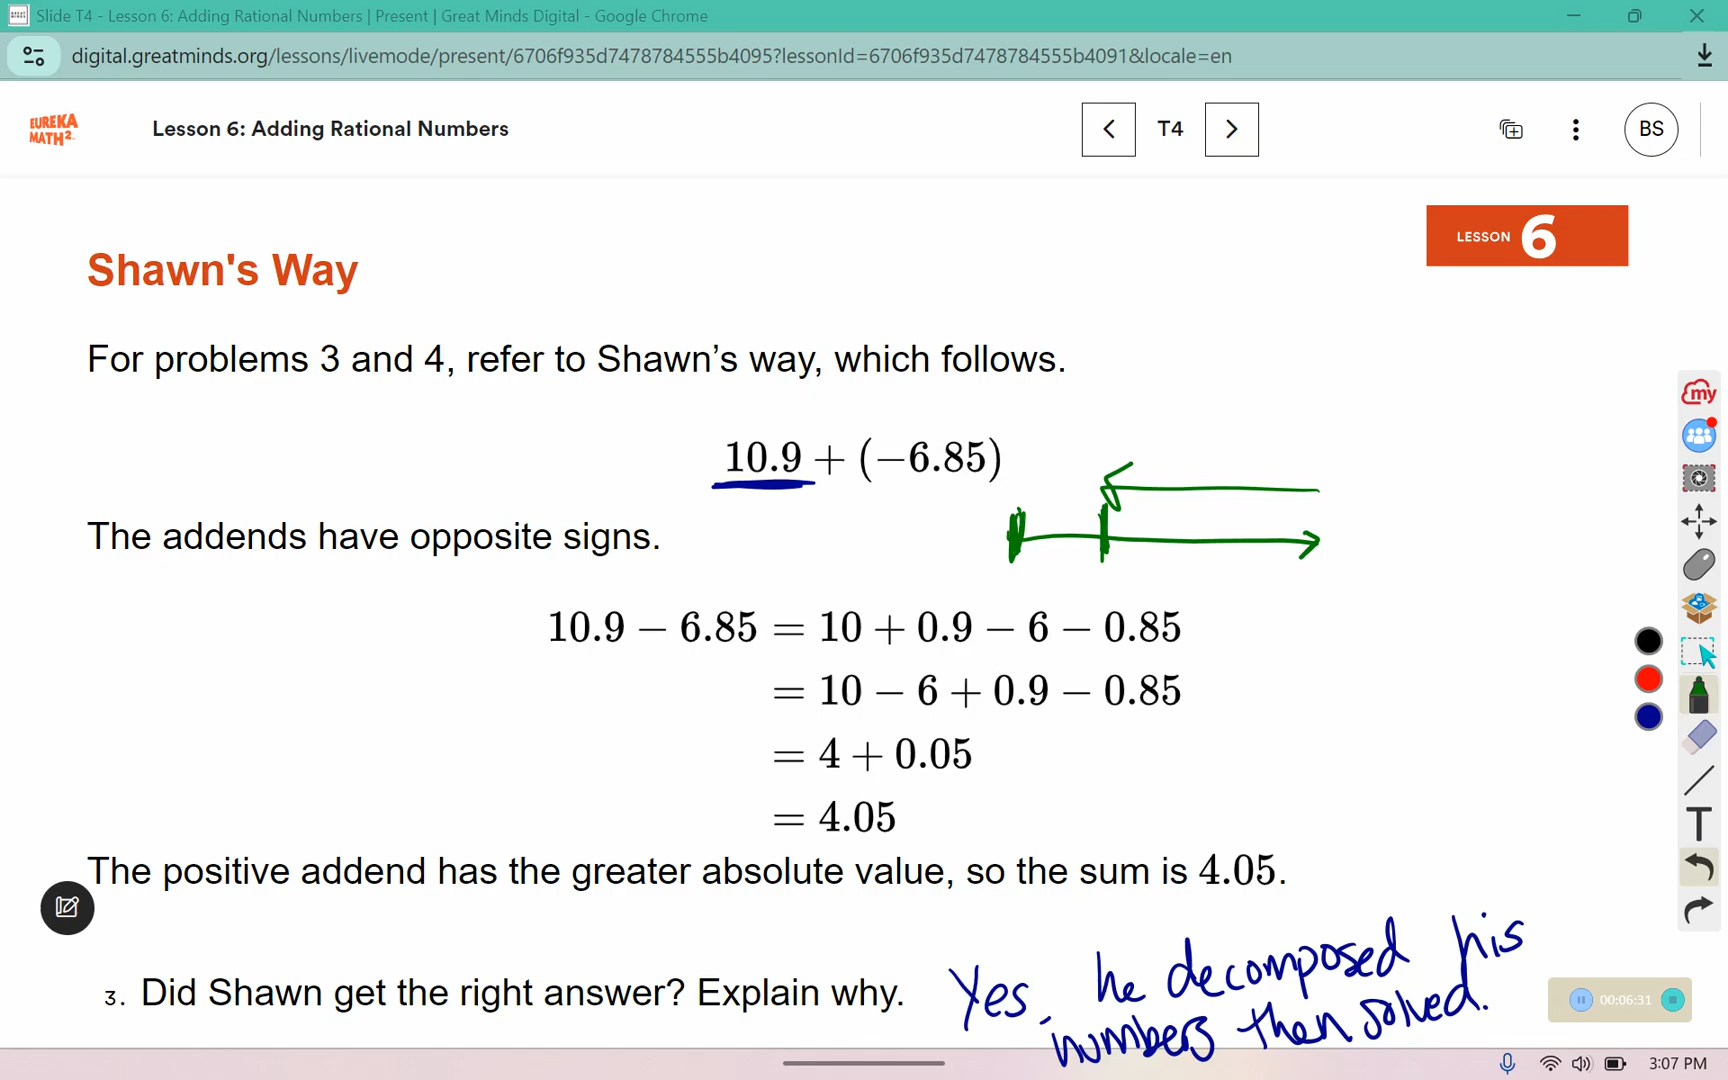 Slide T4 - Lesson 6: Adding Rational Numbers | Present | Great Minds Digital - Google Chrome
digital.greatminds.org/lessons/livemode/present/6706f935d7478784555b4095?lessonId=6706f935d7478784555b4091&locale=en
EUREKA
MATH²
Lesson 6: Adding Rational Numbers
T4
BS
LESSON 6
Shawn's Way
For problems 3 and 4, refer to Shawn’s way, which follows.
10.9 + (−6.85)
The addends have opposite signs.
10.9 − 6.85 = 10 + 0.9 − 6 − 0.85
= 10 − 6 + 0.9 − 0.85
= 4 + 0.05
= 4.05
The positive addend has the greater absolute value, so the sum is 4.05.
3. Did Shawn get the right answer? Explain why.
Yes, he decomposed his
numbers then solved.
my
T
00:06:31
3:07 PM